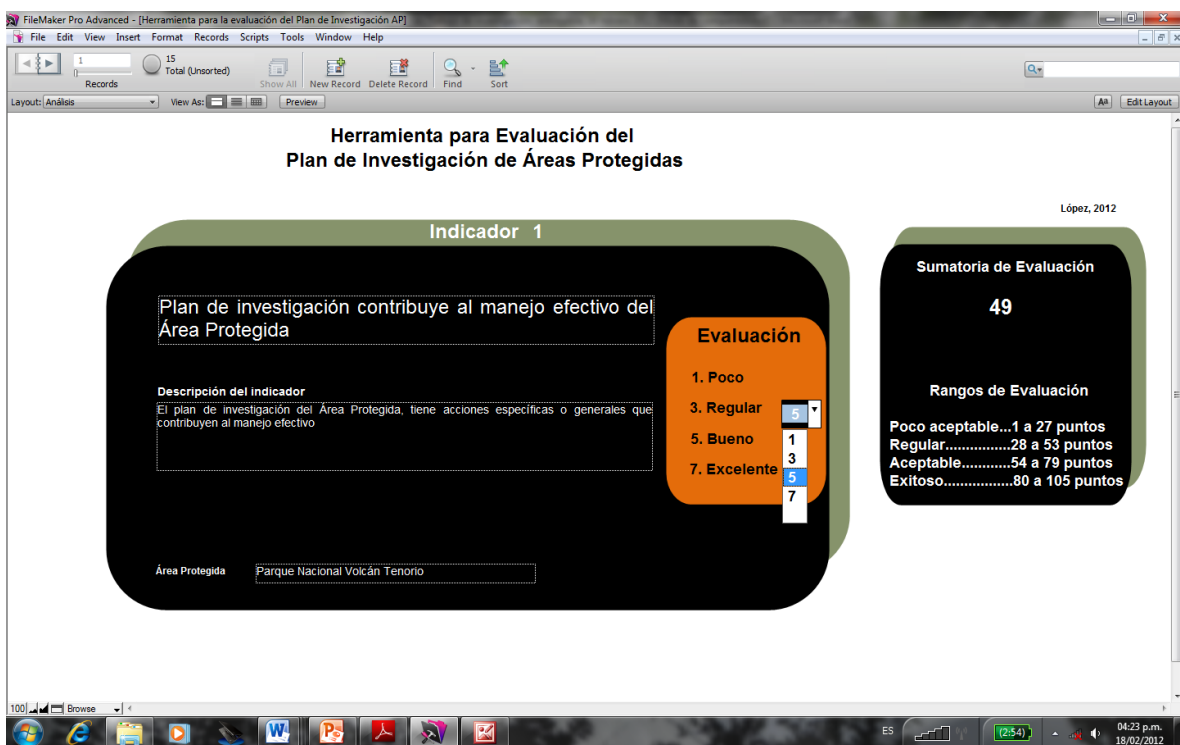 FileMaker Pro Advanced - [Herramienta para la evaluación del Plan de Investigación AP]
File Edit View Insert Format Records Scripts Tools Window Help
1
15
Total (Unsorted)
Records
Show All New Record Delete Record Find Sort
Layout: Análisis View As: Preview Aa Edit Layout
Herramienta para Evaluación del
Plan de Investigación de Áreas Protegidas
López, 2012
Indicador 1
Plan de investigación contribuye al manejo efectivo del
Área Protegida
Descripción del indicador
El plan de investigación del Área Protegida, tiene acciones específicas o generales que
contribuyen al manejo efectivo
Área Protegida Parque Nacional Volcán Tenorio
Evaluación
1. Poco
3. Regular
5. Bueno
7. Excelente
5
1
3
5
7
Sumatoria de Evaluación
49
Rangos de Evaluación
Poco aceptable...1 a 27 puntos
Regular................28 a 53 puntos
Aceptable............54 a 79 puntos
Exitoso.................80 a 105 puntos
100 Browse
ES (2:54) 04:23 p.m.
18/02/2012